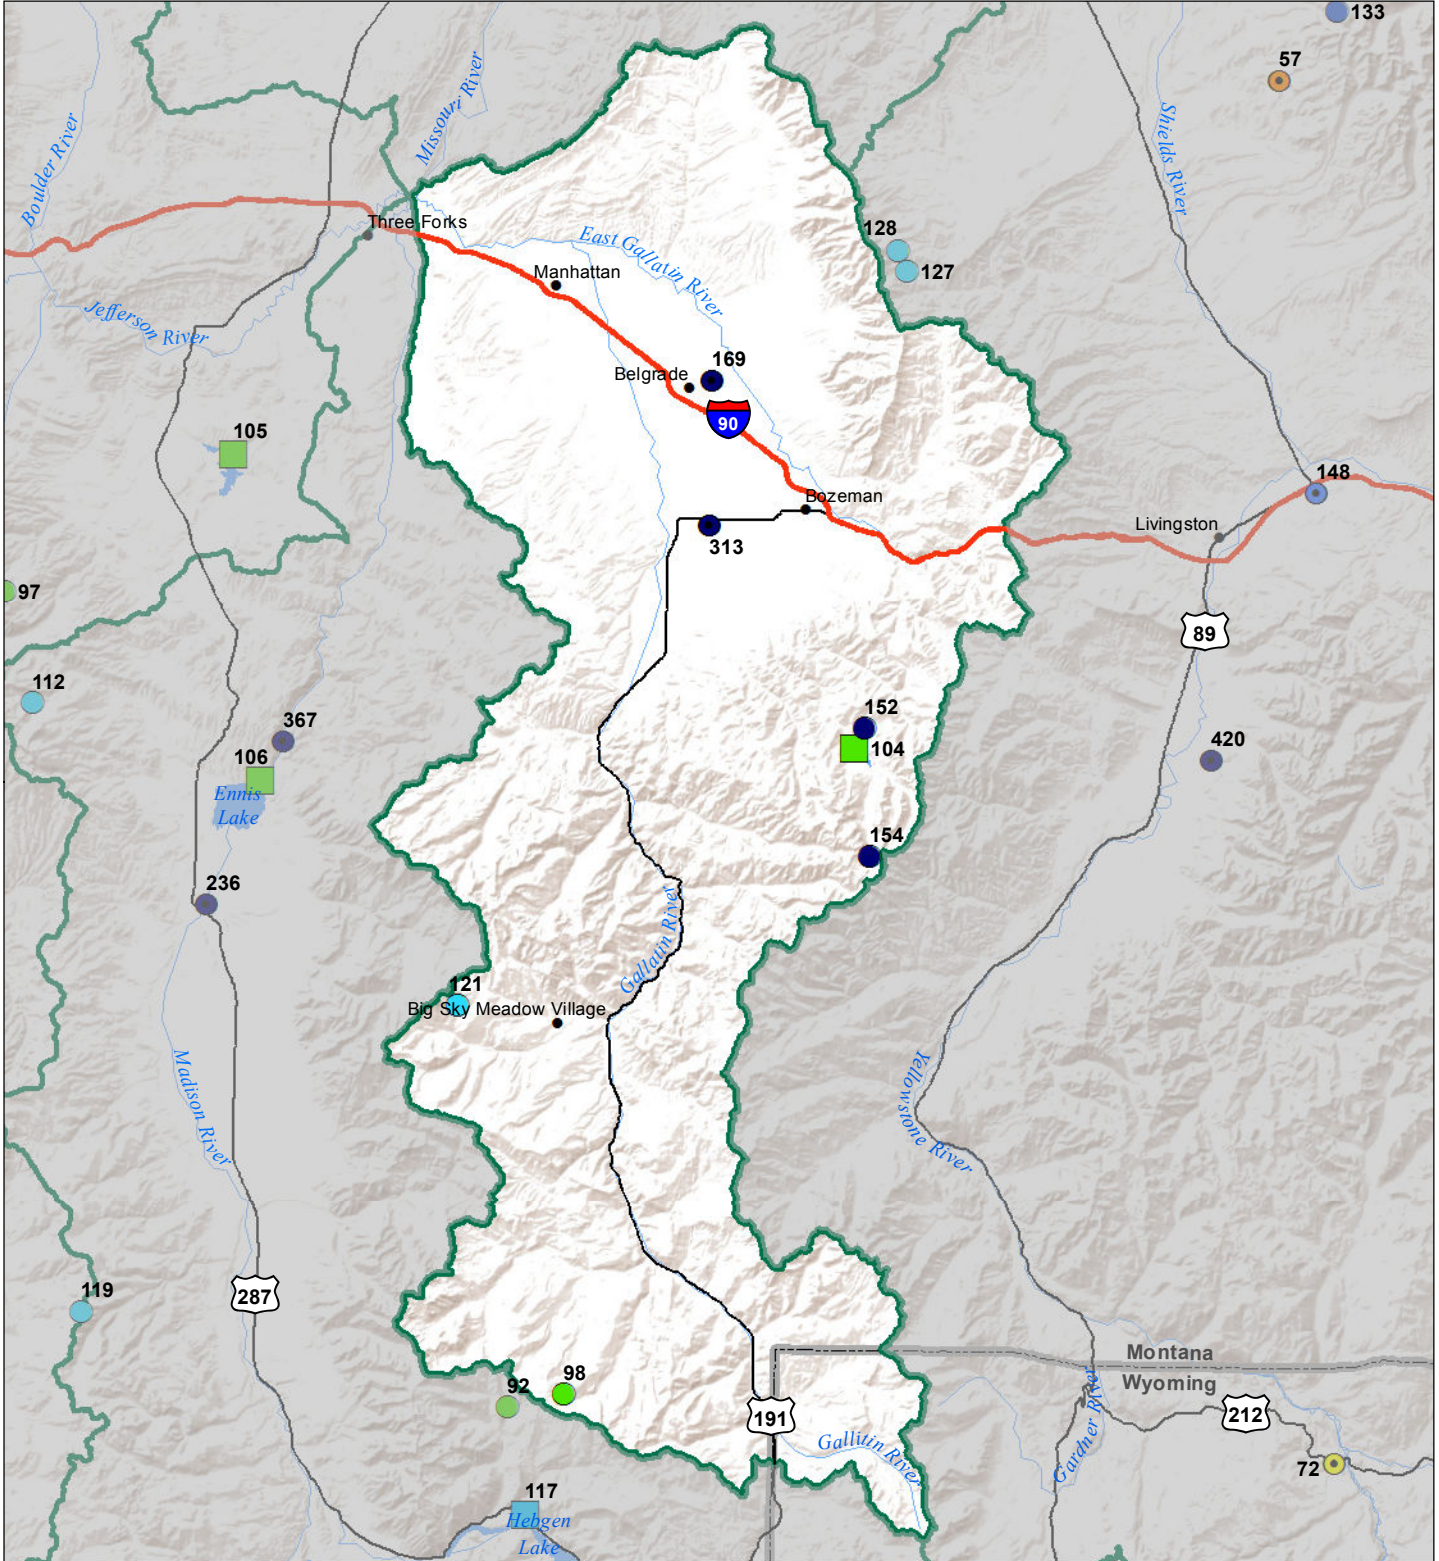 133
57
Missouri River
Boulder River
Shields River
Three Forks
128
127
East Gallatin River
Manhattan
Jefferson River
169
Belgrade
90
105
148
Bozeman
Livingston
313
97
89
112
152
367
104
420
106
Ennis
Lake
154
236
Gallatin River
121
Big Sky Meadow Village
Madison River
Yellowstone River
119
287
Montana
Wyoming
98
92
191
212
Gardner River
Gallitin River
72
117
Hebgen
Lake